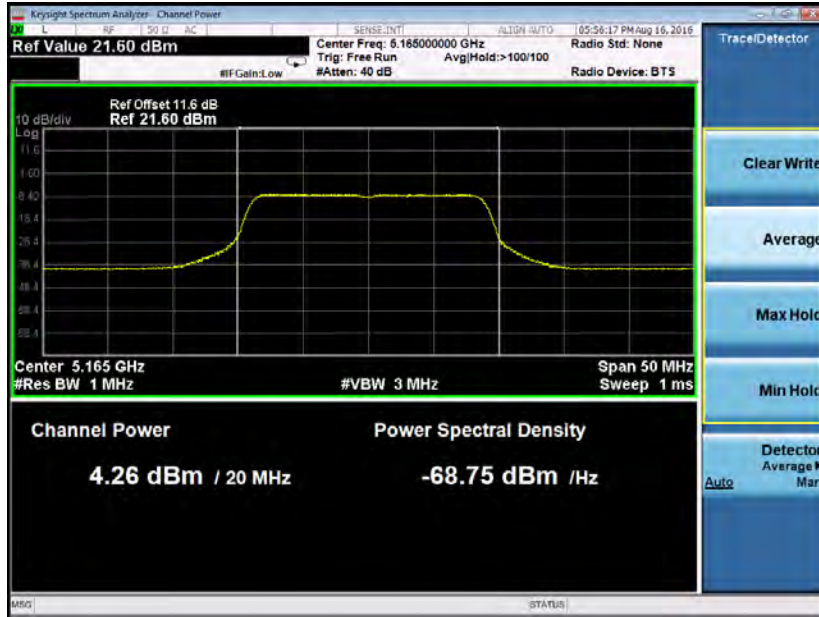 Keysight Spectrum Analyzer - Channel Power
L RF 50 Ω AC SENSE:INT ALIGN AUTO 05:56:17 PM Aug 16, 2016
Ref Value 21.60 dBm
Center Freq: 5.165000000 GHz
Radio Std: None
Trig: Free Run Avg|Hold:>100/100
#IFGain:Low
#Atten: 40 dB
Radio Device: BTS
Ref Offset 11.6 dB
10 dB/div Ref 21.60 dBm
Log
11.6
1.60
-8.40
-18.4
-28.4
-38.4
-48.4
-58.4
-68.4
Center 5.165 GHz Span 50 MHz
#Res BW 1 MHz #VBW 3 MHz Sweep 1 ms
Channel Power
Power Spectral Density
4.26 dBm / 20 MHz
-68.75 dBm /Hz
MSG STATUS
Trace/Detector
Clear Write
Average
Max Hold
Min Hold
Detector
Average
Auto Man